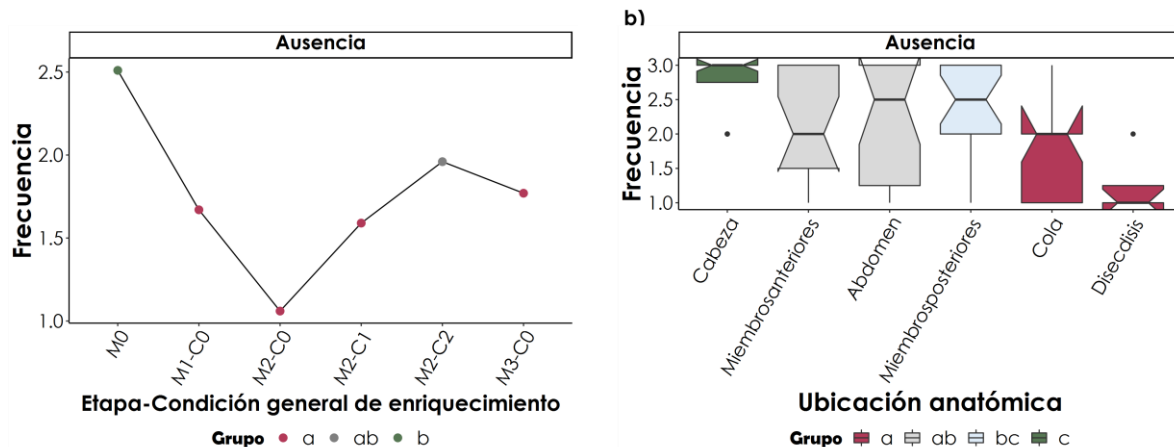 Ausencia
Frecuencia
2.5
2.0
1.5
1.0
M0
M1-C0
M2-C0
M2-C1
M2-C2
M3-C0
Etapa-Condición general de enriquecimiento
Grupo a ab b
b)
Ausencia
Frecuencia
3.0
2.5
2.0
1.5
1.0
Cabeza
Miembrosanteriores
Abdomen
Miembrosposteriores
Cola
Disecdisis
Ubicación anatómica
Grupo a ab bc c